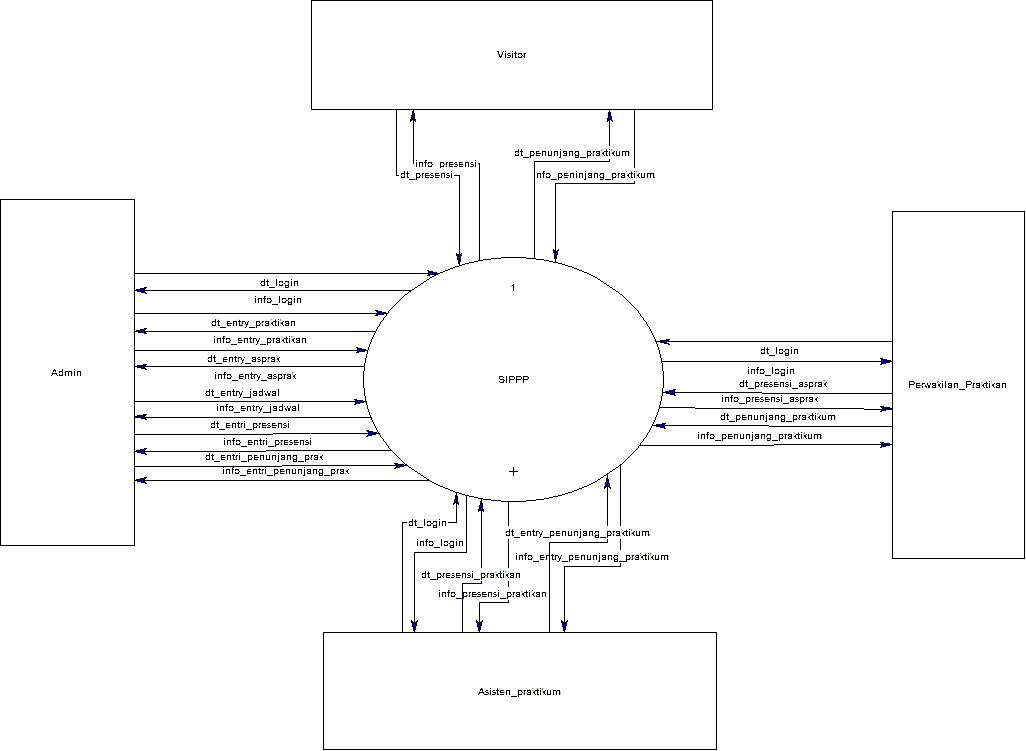 Visitor
dt_penunjang_praktikum
info_presensi
dt_presensi
nfo_peninjang_praktikum
Admin
dt_login
info_login
dt_entry_praktikan
info_entry_praktikan
dt_entry_asprak
info_entry_asprak
dt_entry_jadwal
info_entry_jadwal
dt_entri_presensi
info_entri_presensi
dt_entri_penunjang_prak
info_entri_penunjang_prak
1
SIPPP
+
dt_login
info_login
dt_presensi_asprak
info_presensi_asprak
dt_penunjang_praktikum
info_penunjang_praktikum
Perwakilan_Praktikan
dt_login
info_login
dt_presensi_praktikan
info_presensi_praktikan
dt_entry_penunjang_praktikum
info_entry_penunjang_praktikum
Asisten_praktikum